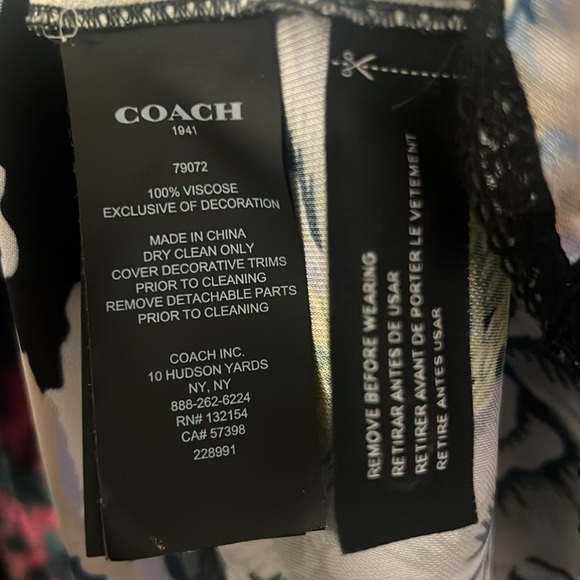 COACH
1941
79072
100% VISCOSE
EXCLUSIVE OF DECORATION
MADE IN CHINA
DRY CLEAN ONLY
COVER DECORATIVE TRIMS
PRIOR TO CLEANING
REMOVE DETACHABLE PARTS
PRIOR TO CLEANING
COACH INC.
10 HUDSON YARDS
NY, NY
888-262-6224
RN# 132154
CA# 57398
228991
REMOVE BEFORE WEARING
RETIRAR ANTES DE USAR
RETIRER AVANT DE PORTER LE VETEMENT
RETIRE ANTES USAR